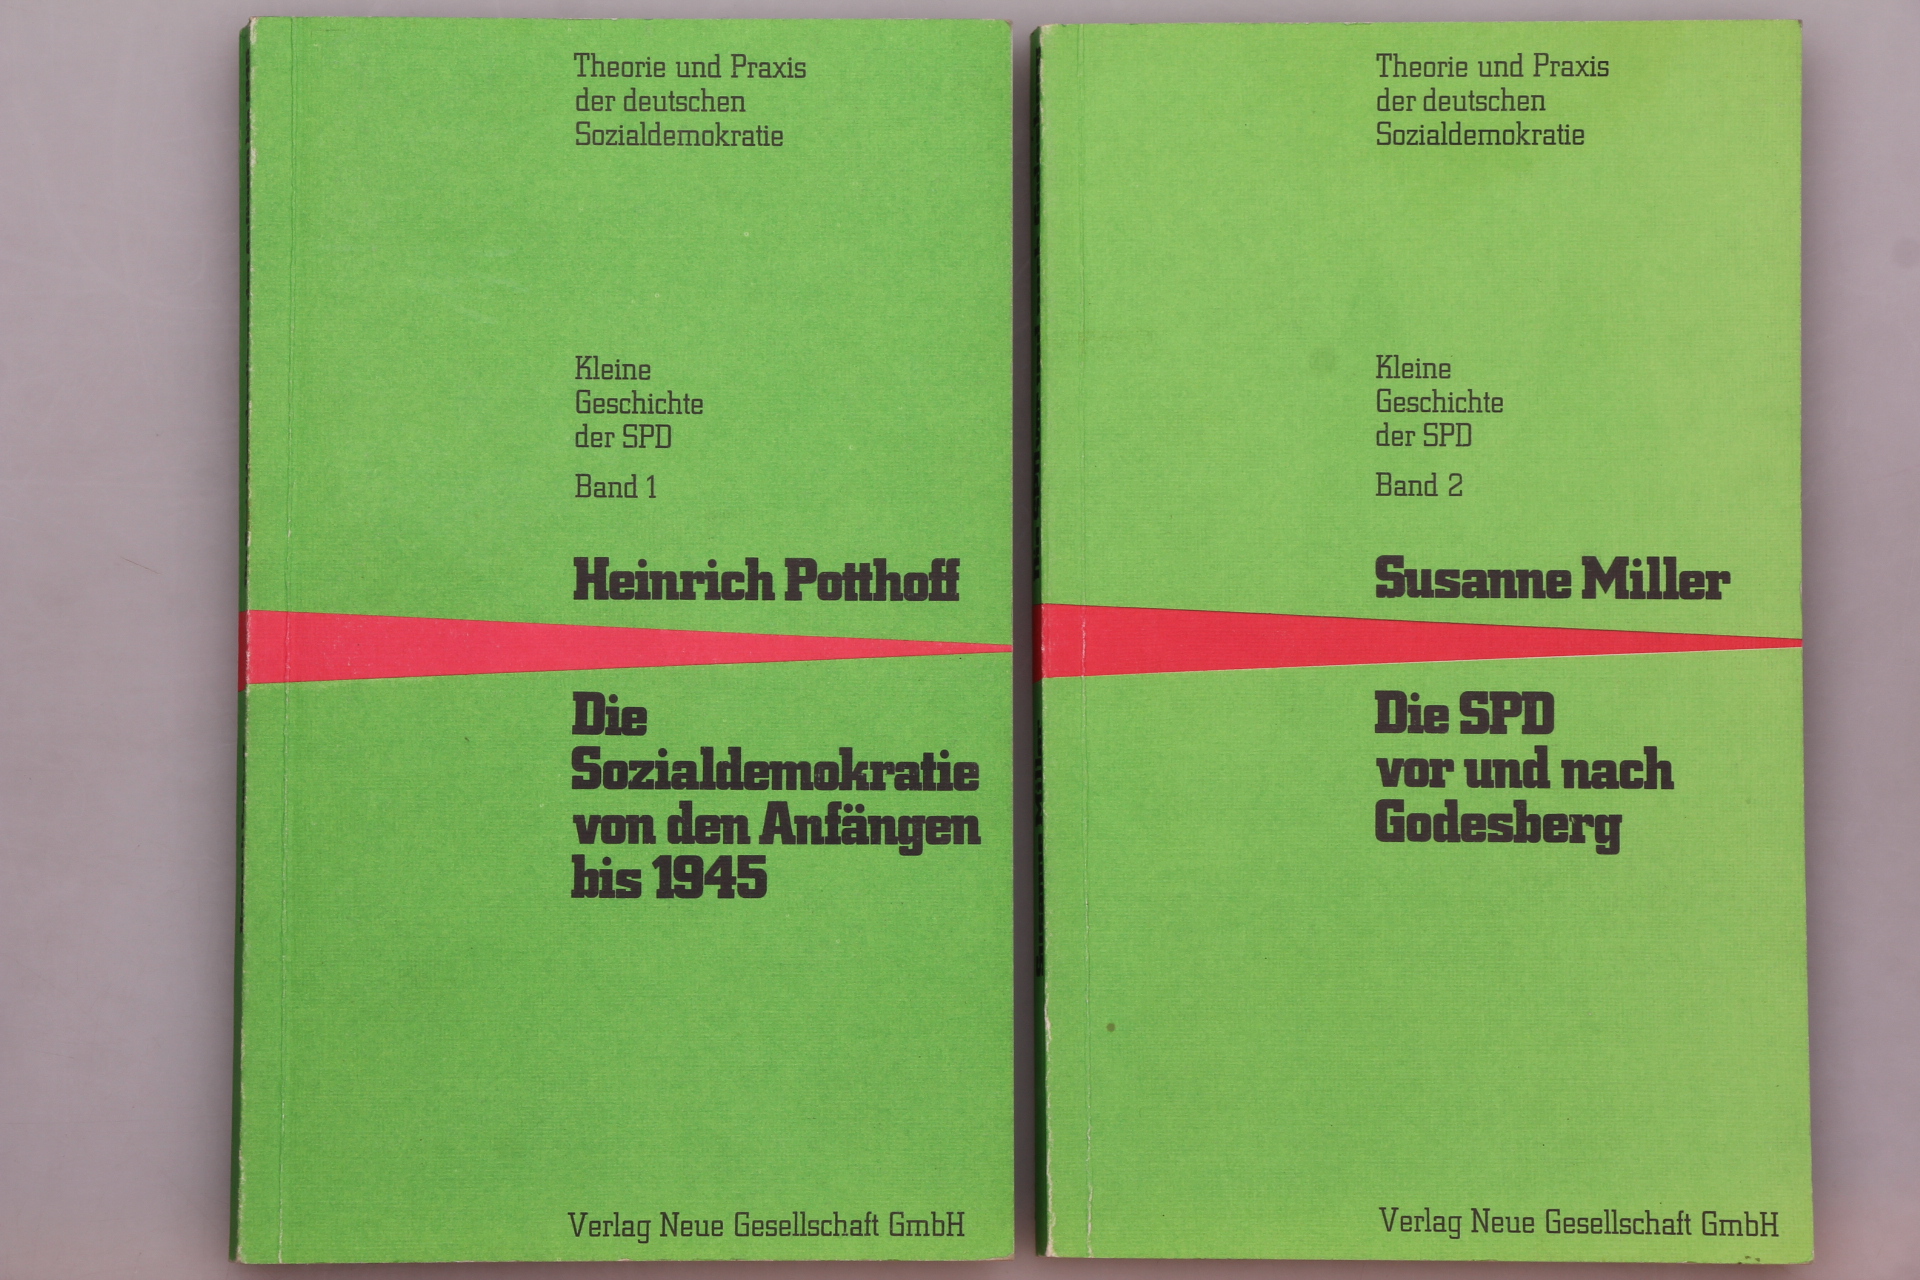 Theorie und Praxis
der deutschen
Sozialdemokratie
Kleine
Geschichte
der SPD
Band 1
Heinrich Potthoff
Die
Sozialdemokratie
von den Anfängen
bis 1945
Verlag Neue Gesellschaft GmbH
Theorie und Praxis
der deutschen
Sozialdemokratie
Kleine
Geschichte
der SPD
Band 2
Susanne Miller
Die SPD
vor und nach
Godesberg
Verlag Neue Gesellschaft GmbH